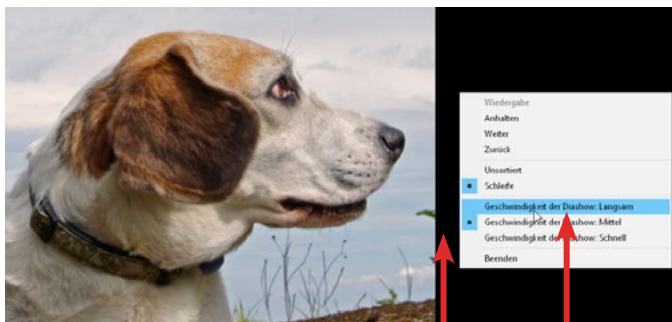 Wiedergabe
Anhalten
Weiter
Zurück
Unsortiert
Schleife
Geschwindigkeit der Diashow: Langsam
Geschwindigkeit der Diashow: Mittel
Geschwindigkeit der Diashow: Schnell
Beenden